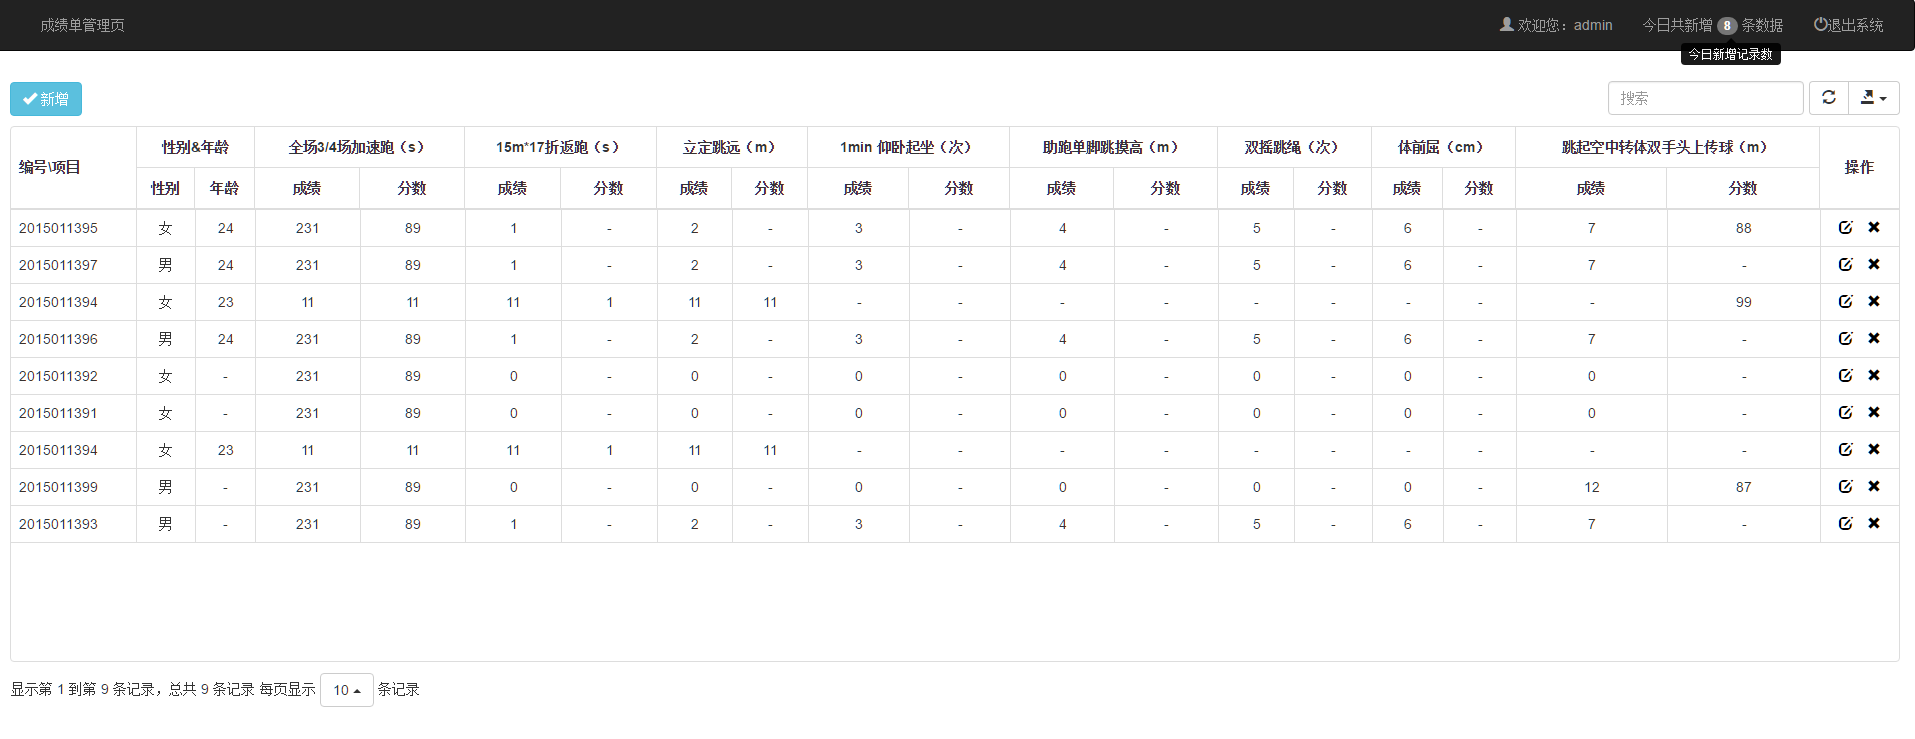 成绩单管理页 欢迎您：admin 今日共新增 8 条数据 退出系统
今日新增记录数
新增 搜索
编号\项目 性别&年龄 全场3/4场加速跑（s） 15m*17折返跑（s） 立定跳远（m） 1min 仰卧起坐（次） 助跑单脚跳摸高（m） 双摇跳绳（次） 体前屈（cm） 跳起空中转体双手头上传球（m） 操作
性别 年龄 成绩 分数 成绩 分数 成绩 分数 成绩 分数 成绩 分数 成绩 分数 成绩 分数 成绩 分数
2015011395 女 24 231 89 1 - 2 - 3 - 4 - 5 - 6 - 7 88
2015011397 男 24 231 89 1 - 2 - 3 - 4 - 5 - 6 - 7 -
2015011394 女 23 11 11 11 1 11 11 - - - - - - - - - 99
2015011396 男 24 231 89 1 - 2 - 3 - 4 - 5 - 6 - 7 -
2015011392 女 - 231 89 0 - 0 - 0 - 0 - 0 - 0 - 0 -
2015011391 女 - 231 89 0 - 0 - 0 - 0 - 0 - 0 - 0 -
2015011394 女 23 11 11 11 1 11 11 - - - - - - - - - -
2015011399 男 - 231 89 0 - 0 - 0 - 0 - 0 - 0 - 12 87
2015011393 男 - 231 89 1 - 2 - 3 - 4 - 5 - 6 - 7 -
显示第 1 到第 9 条记录，总共 9 条记录 每页显示 10 条记录